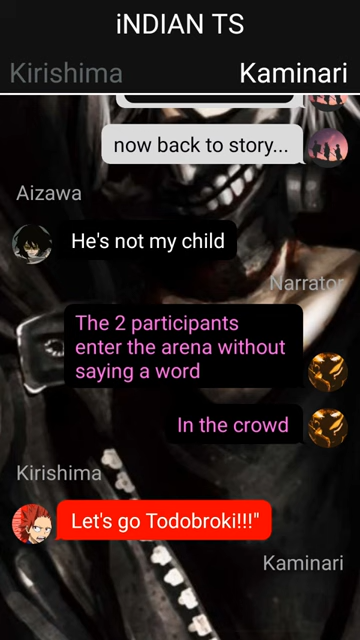 iNDIAN TS
Kirishima
Kaminari
now back to story...
Aizawa
He's not my child
Narrator
The 2 participants
enter the arena without
saying a word
In the crowd
Kirishima
Let's go Todobroki!!!"
Kaminari